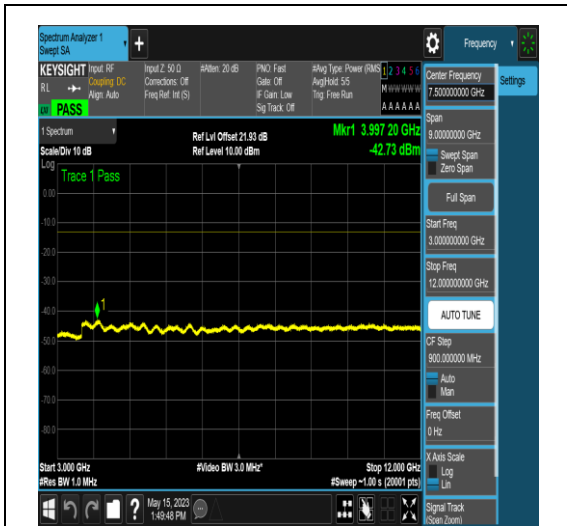 Spectrum Analyzer 1
Swept SA
Frequency
KEYSIGHT
RL
PASS
Input: RF
Coupling: DC
Align: Auto
Input Z: 50 Ω
Corrections: Off
Freq Ref: Int (S)
#Atten: 20 dB
PNO: Fast
Gate: Off
IF Gain: Low
Sig Track: Off
#Avg Type: Power (RMS
Avg|Hold: 5/5
Trig: Free Run
1 2 3 4 5 6
M W W W W W
A A A A A A
1 Spectrum
Scale/Div 10 dB
Ref Lvl Offset 21.93 dB
Ref Level 10.00 dBm
Mkr1 3.997 20 GHz
-42.73 dBm
Log
Trace 1 Pass
0.00
-10.0
-20.0
-30.0
-40.0
-50.0
-60.0
-70.0
-80.0
1
Start 3.000 GHz
#Res BW 1.0 MHz
#Video BW 3.0 MHz*
Stop 12.000 GHz
#Sweep ~1.00 s (20001 pts)
May 15, 2023
1:49:48 PM
Center Frequency
7.500000000 GHz
Settings
Span
9.00000000 GHz
Swept Span
Zero Span
Full Span
Start Freq
3.000000000 GHz
Stop Freq
12.000000000 GHz
AUTO TUNE
CF Step
900.000000 MHz
Auto
Man
Freq Offset
0 Hz
X Axis Scale
Log
Lin
Signal Track
(Span Zoom)